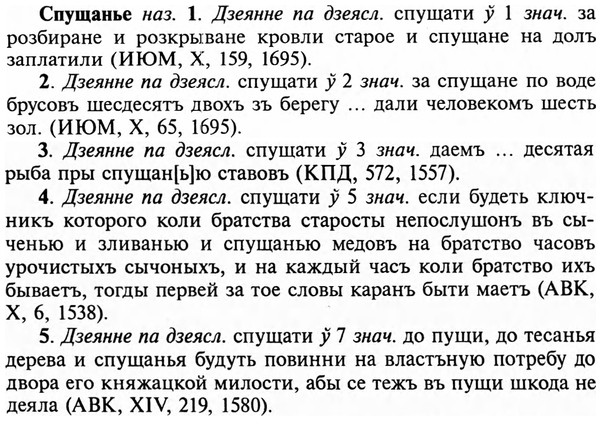 Спущанье наз. 1. Дзеянне па дзеясл. спущати ў 1 знач. за
розбиране и розкрыване кровли старое и спущане на долъ
заплатили (ИЮМ, X, 159, 1695).
2. Дзеянне па дзеясл. спущати ў 2 знач. за спущане по воде
брусовъ шесдесятъ двохъ зъ берегу ... дали человекомъ шесть
зол. (ИЮМ, X, 65, 1695).
3. Дзеянне па дзеясл. спущати ў 3 знач. даемъ ... десятая
рыба пры спущан[ь]ю ставовъ (КПД, 572, 1557).
4. Дзеянне па дзеясл. спущати ў 5 знач. если будеть ключ-
никъ которого коли братства старосты непослушонъ въ сы-
ченью и зливанью и спущанью медовъ на братство часовъ
урочистыхъ сычоныхъ, и на каждый часъ коли братство ихъ
бываетъ, тогды первей за тое словы каранъ быти маетъ (АВК,
X, 6, 1538).
5. Дзеянне па дзеясл. спущати ў 7 знач. до пущи, до тесанья
дерева и спущанья будуть повинни на властъную потребу до
двора его княжацкой милости, абы се тежъ въ пущи шкода не
деяла (АВК, XIV, 219, 1580).